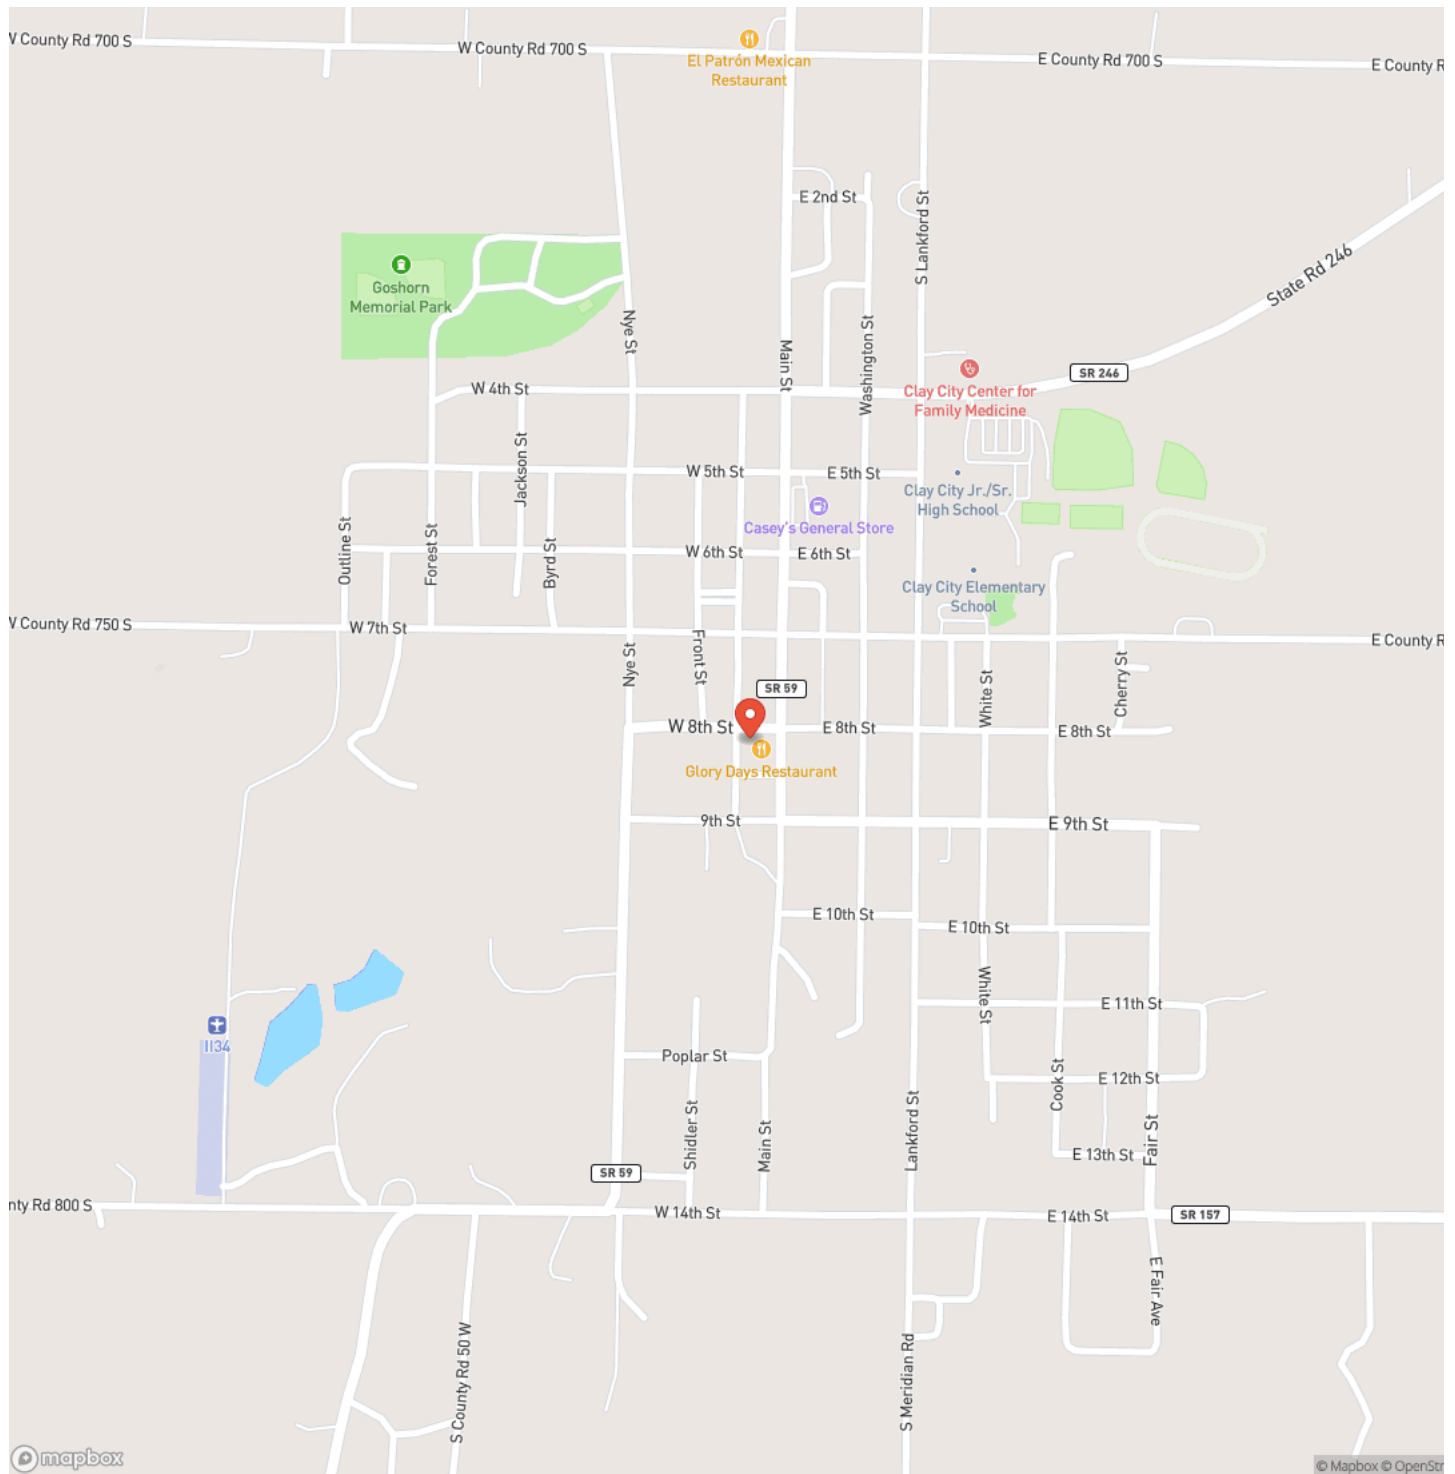 W County Rd 700 S
W County Rd 700 S
El Patrón Mexican
Restaurant
E County Rd 700 S
E County R
E 2nd St
S Lankford St
State Rd 246
Goshorn
Memorial Park
Nye St
Main St
Washington St
SR 246
W 4th St
Clay City Center for
Family Medicine
Jackson St
W 5th St
E 5th St
Clay City Jr./Sr.
High School
Casey's General Store
Outline St
Forest St
Byrd St
W 6th St
E 6th St
Clay City Elementary
School
W County Rd 750 S
W 7th St
E County R
Nye St
Front St
White St
Cherry St
SR 59
W 8th St
E 8th St
E 8th St
Glory Days Restaurant
9th St
E 9th St
E 10th St
E 10th St
White St
E 11th St
II34
Poplar St
Cook St
E 12th St
Shidler St
Main St
Lankford St
Fair St
E 13th St
SR 59
nty Rd 800 S
W 14th St
E 14th St
SR 157
E Fair Ave
S County Rd 50 W
S Meridian Rd
mapbox
© Mapbox © OpenStr